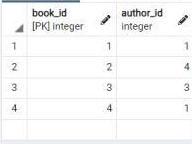 book_id author_id
[PK] integer integer
1 1 1
2 2 4
3 3 3
4 4 1